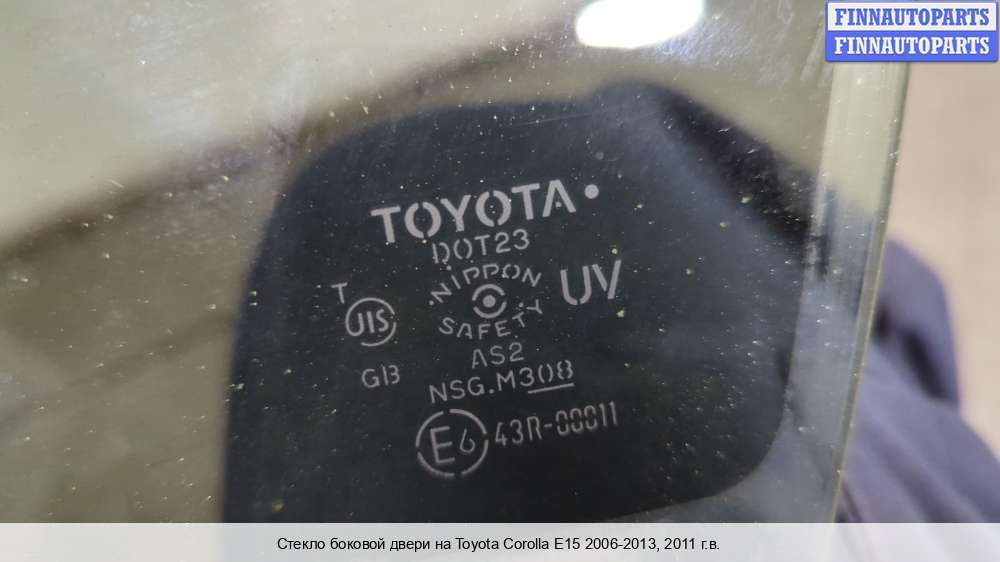 FINNAUTOPARTS
FINNAUTOPARTS
TOYOTA
DOT23
NIPPON
SAFETY
UV
T
JIS
AS2
G13
NSG.M308
E6 43R-00011
Стекло боковой двери на Toyota Corolla E15 2006-2013, 2011 г.в.